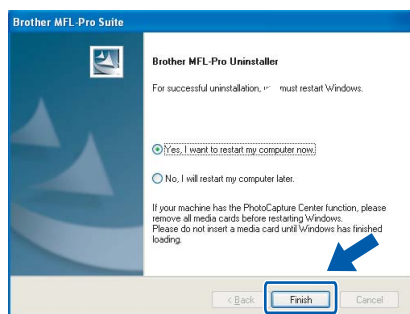 Brother MFL-Pro Suite
Brother MFL-Pro Uninstaller
For successful uninstallation, must restart Windows.
Yes, I want to restart my computer now.
No, I will restart my computer later.
If your machine has the PhotoCapture Center function, please
remove all media cards before restarting Windows.
Please do not insert a media card until Windows has finished
loading.
< Back Finish Cancel